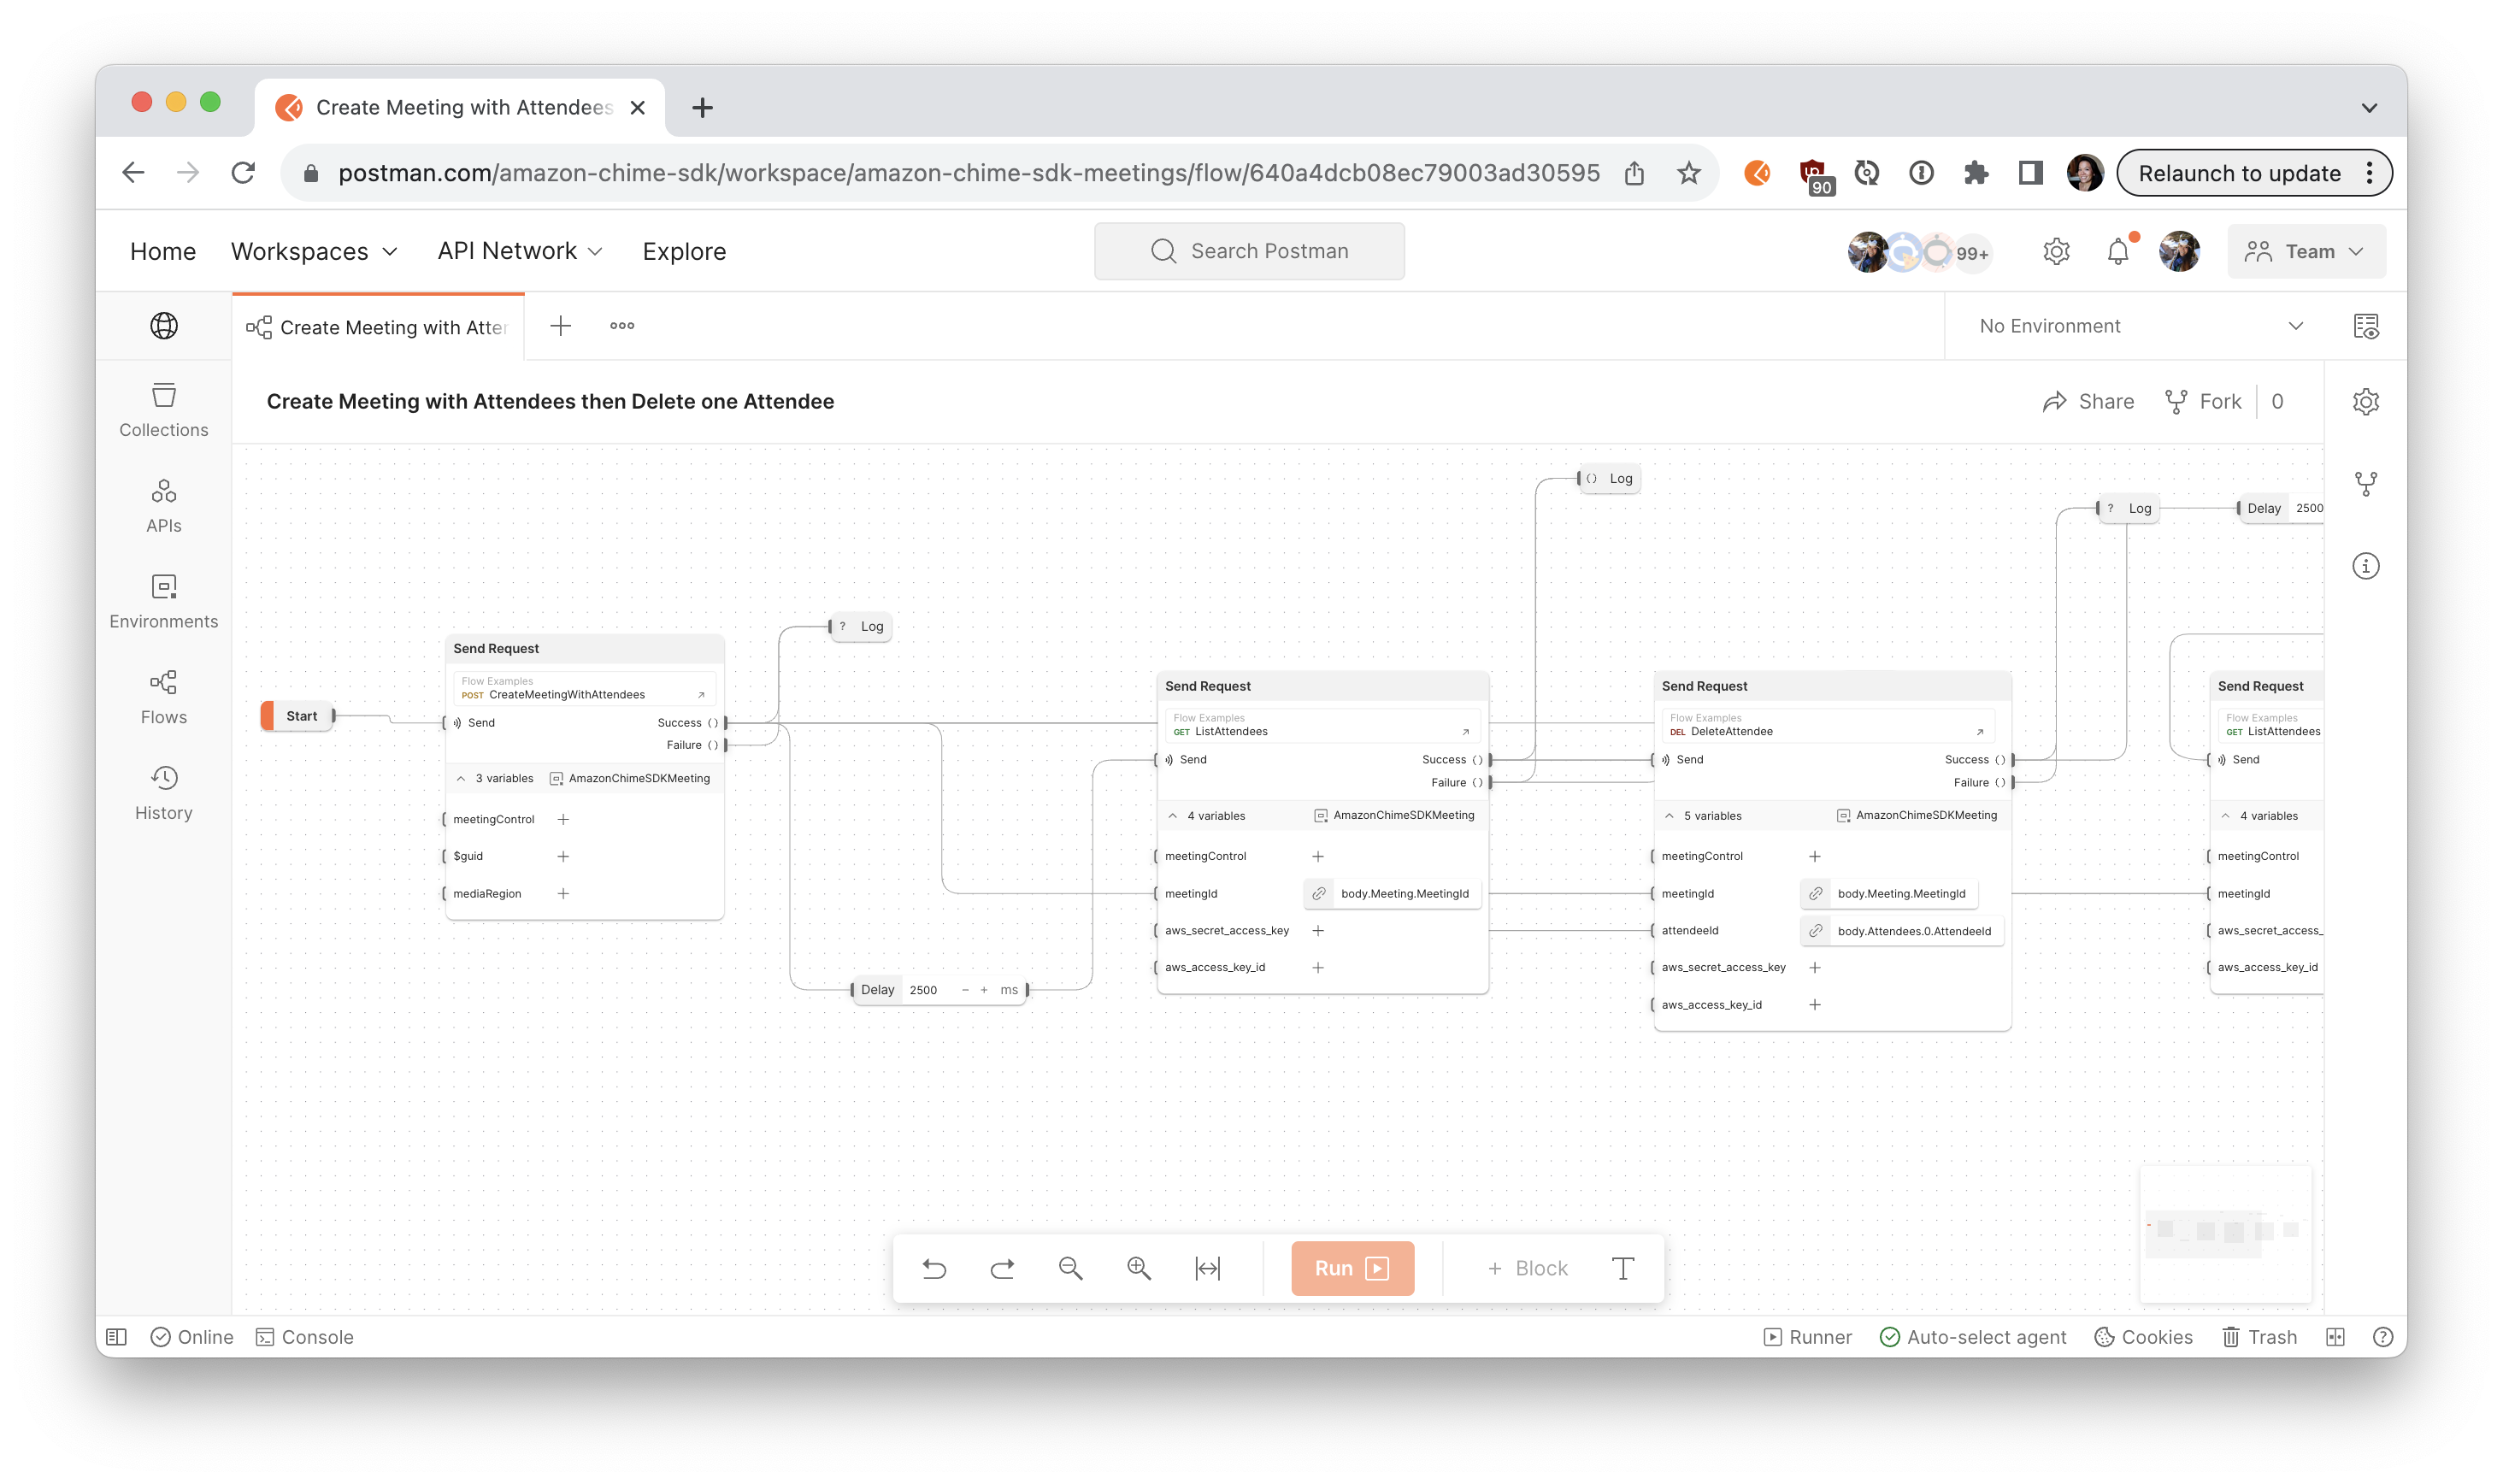 Create Meeting with Attendees
postman.com/amazon-chime-sdk/workspace/amazon-chime-sdk-meetings/flow/640a4dcb08ec79003ad30595
90
Relaunch to update
Home
Workspaces
API Network
Explore
Search Postman
99+
Team
Create Meeting with Atte
No Environment
Collections
APIs
Environments
Flows
History
Create Meeting with Attendees then Delete one Attendee
Share
Fork
0
Start
Send Request
Flow Examples
POST CreateMeetingWithAttendees
Send
Success ()
Failure ()
3 variables
AmazonChimeSDKMeeting
meetingControl +
$guid +
mediaRegion +
? Log
Delay 2500 - + ms
Send Request
Flow Examples
GET ListAttendees
Send
Success ()
Failure ()
4 variables
AmazonChimeSDKMeeting
meetingControl +
meetingId body.Meeting.MeetingId
aws_secret_access_key +
aws_access_key_id +
() Log
Send Request
Flow Examples
DEL DeleteAttendee
Send
Success ()
Failure ()
5 variables
AmazonChimeSDKMeeting
meetingControl +
meetingId body.Meeting.MeetingId
attendeeId body.Attendees.0.AttendeeId
aws_secret_access_key +
aws_access_key_id +
? Log
Delay 2500
Send Request
Flow Examples
GET ListAttendees
Send
4 variables
meetingControl
meetingId
aws_secret_access_
aws_access_key_id
Run
+ Block
T
Online
Console
Runner
Auto-select agent
Cookies
Trash